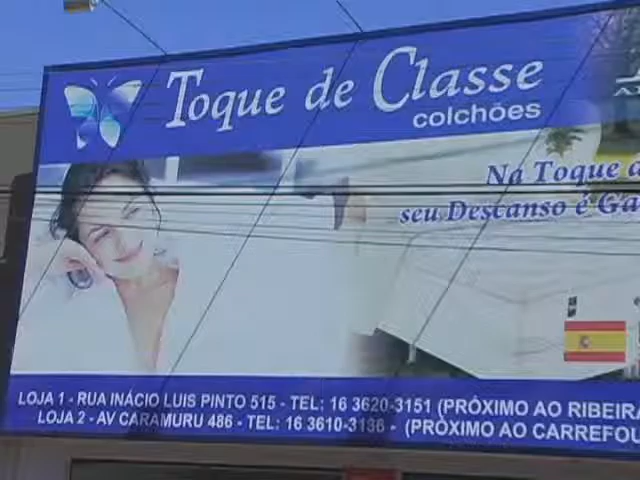 Toque de Classe
colchões
Na Toque
seu Descanso é
LOJA 1 - RUA INÁCIO LUIS PINTO 515 - TEL: 16 3620-3151 (PRÓXIMO AO
LOJA 2 - AV CARAMURU 486 - TEL: 16 3610-3136 - (PRÓXIMO AO